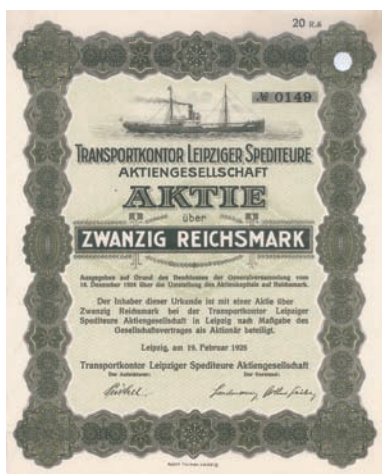 20 R.M
№ 0149
TRANSPORTKONTOR LEIPZIGER SPEDITEURE
AKTIENGESELLSCHAFT
AKTIE
über
ZWANZIG REICHSMARK
Ausgegeben auf Grund des Beschlusses der Generalversammlung vom
16. Dezember 1924 über die Umstellung des Aktienkapitals auf Reichsmark.
Der Inhaber dieser Urkunde ist mit einer Aktie über
Zwanzig Reichsmark bei der Transportkontor Leipziger
Spediteure Aktiengesellschaft in Leipzig nach Maßgabe des
Gesellschaftsvertrages als Aktionär beteiligt.
Leipzig, am 19. Februar 1925
Transportkontor Leipziger Spediteure Aktiengesellschaft
Der Aufsichtsrat: Der Vorstand: